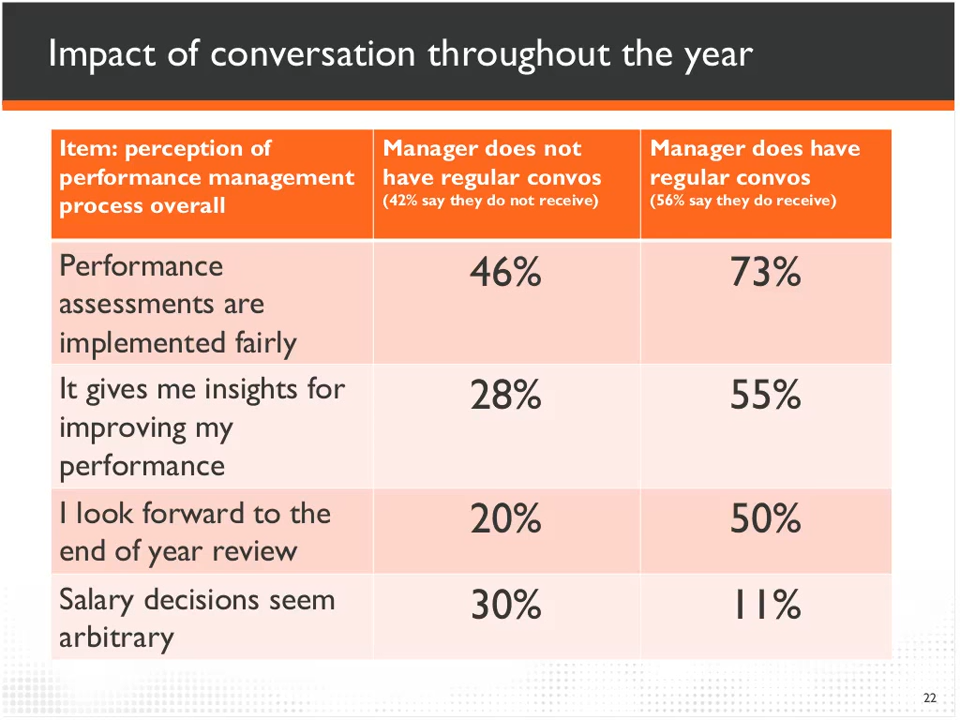 Impact of conversation throughout the year
Item: perception of
performance management
process overall
Manager does not
have regular convos
(42% say they do not receive)
Manager does have
regular convos
(56% say they do receive)
Performance
assessments are
implemented fairly
46%
73%
It gives me insights for
improving my
performance
28%
55%
I look forward to the
end of year review
20%
50%
Salary decisions seem
arbitrary
30%
11%
22